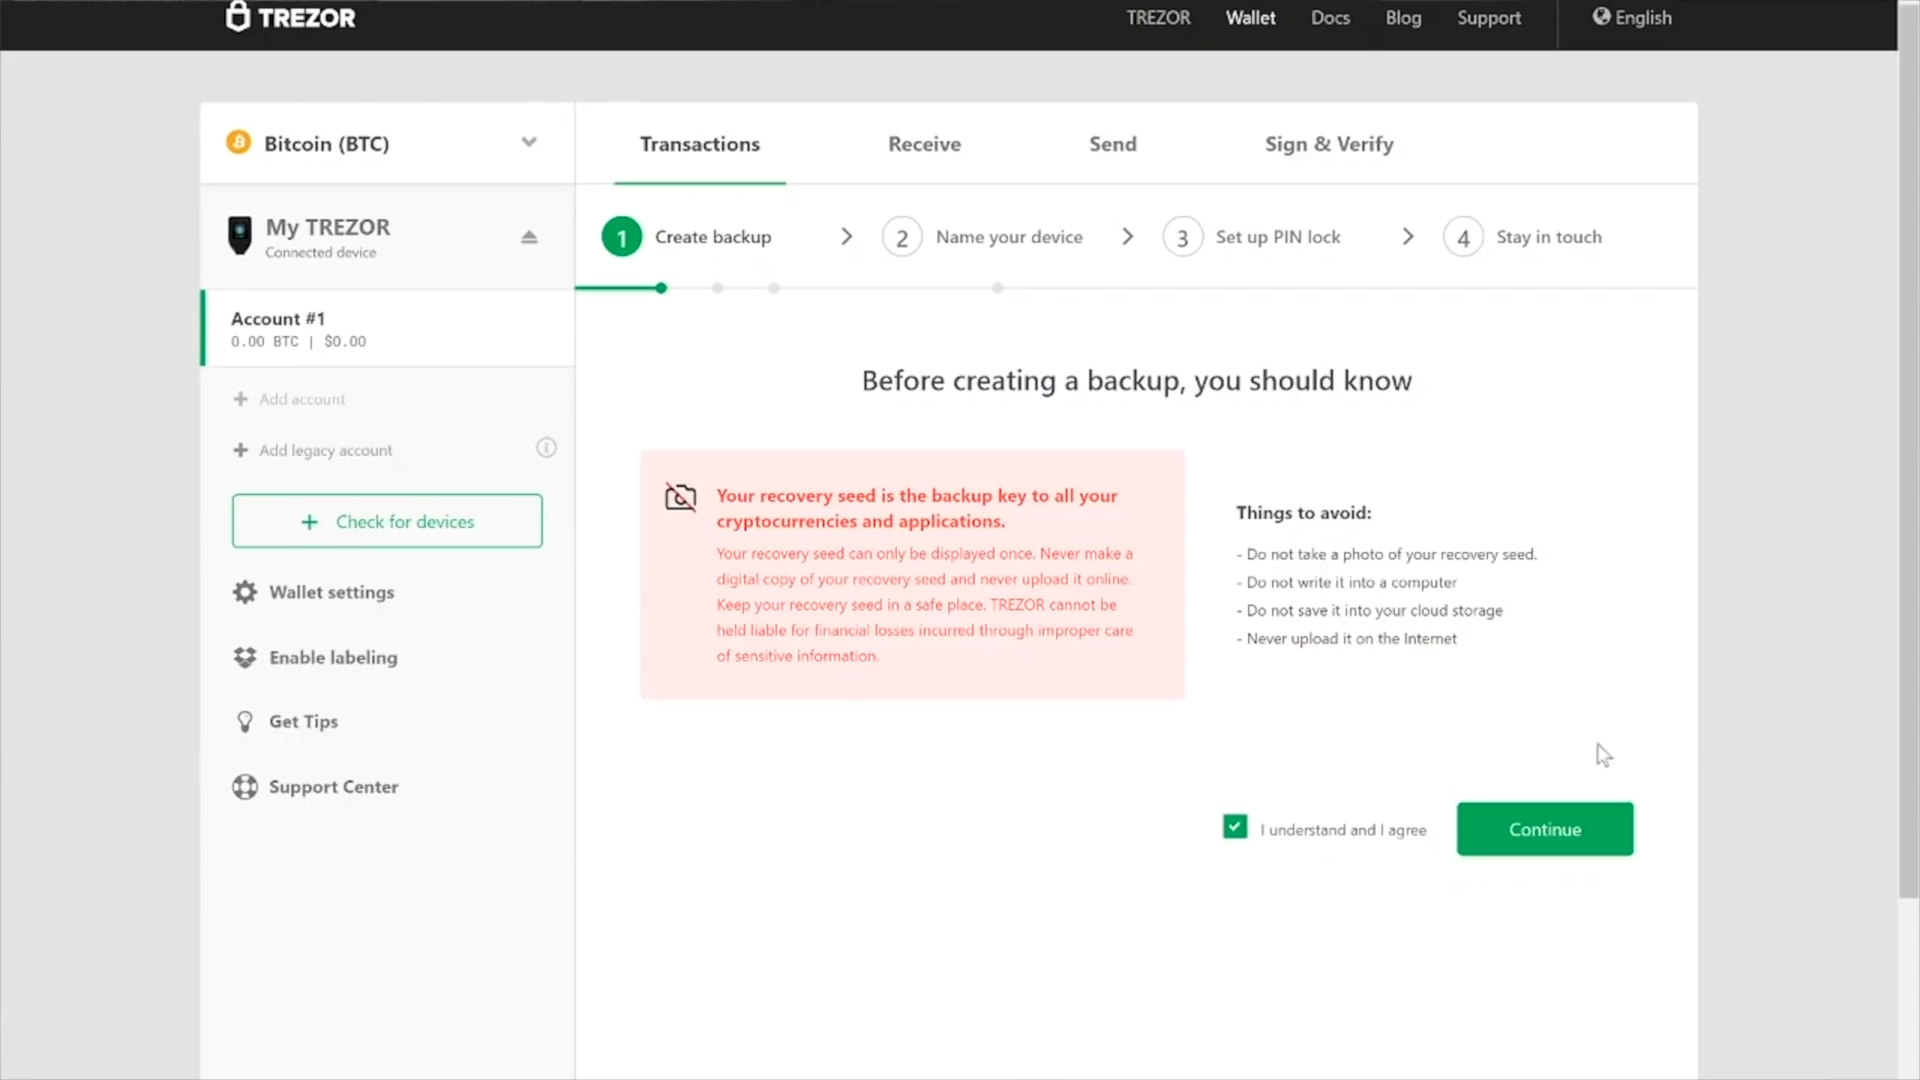 TREZOR
TREZOR
Wallet
Docs
Blog
Support
English
Bitcoin (BTC)
Transactions
Receive
Send
Sign & Verify
My TREZOR
Connected device
1 Create backup
2 Name your device
3 Set up PIN lock
4 Stay in touch
Account #1
0.00 BTC | $0.00
Add account
Add legacy account
Check for devices
Wallet settings
Enable labeling
Get Tips
Support Center
Before creating a backup, you should know
Your recovery seed is the backup key to all your
cryptocurrencies and applications.
Your recovery seed can only be displayed once. Never make a
digital copy of your recovery seed and never upload it online.
Keep your recovery seed in a safe place. TREZOR cannot be
held liable for financial losses incurred through improper care
of sensitive information.
Things to avoid:
- Do not take a photo of your recovery seed.
- Do not write it into a computer
- Do not save it into your cloud storage
- Never upload it on the Internet
I understand and I agree
Continue